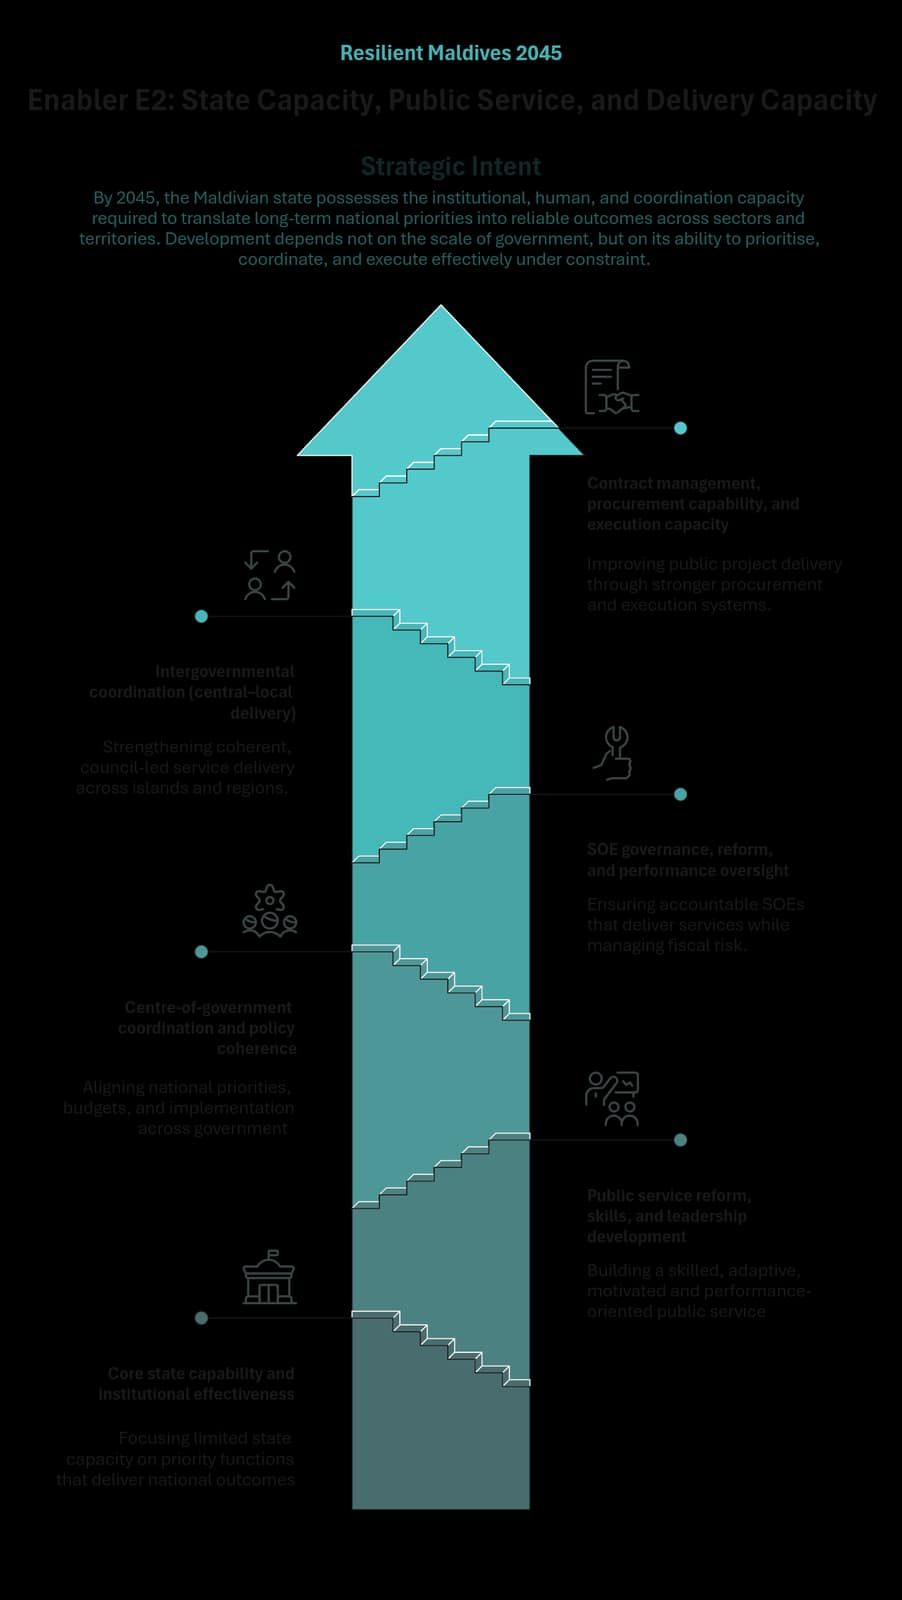 Resilient Maldives 2045
Enabler E2: State Capacity, Public Service, and Delivery Capacity
Strategic Intent
By 2045, the Maldivian state possesses the institutional, human, and coordination capacity
required to translate long-term national priorities into reliable outcomes across sectors and
territories. Development depends not on the scale of government, but on its ability to prioritise,
coordinate, and execute effectively under constraint.
Contract management,
procurement capability, and
execution capacity
Improving public project delivery
through stronger procurement
and execution systems.
Intergovernmental
coordination (central–local
delivery)
Strengthening coherent,
council-led service delivery
across islands and regions.
SOE governance, reform,
and performance oversight
Ensuring accountable SOEs
that deliver services while
managing fiscal risk.
Centre-of-government
coordination and policy
coherence
Aligning national priorities,
budgets, and implementation
across government
Public service reform,
skills, and leadership
development
Building a skilled, adaptive,
motivated and performance-
oriented public service
Core state capability and
institutional effectiveness
Focusing limited state
capacity on priority functions
that deliver national outcomes